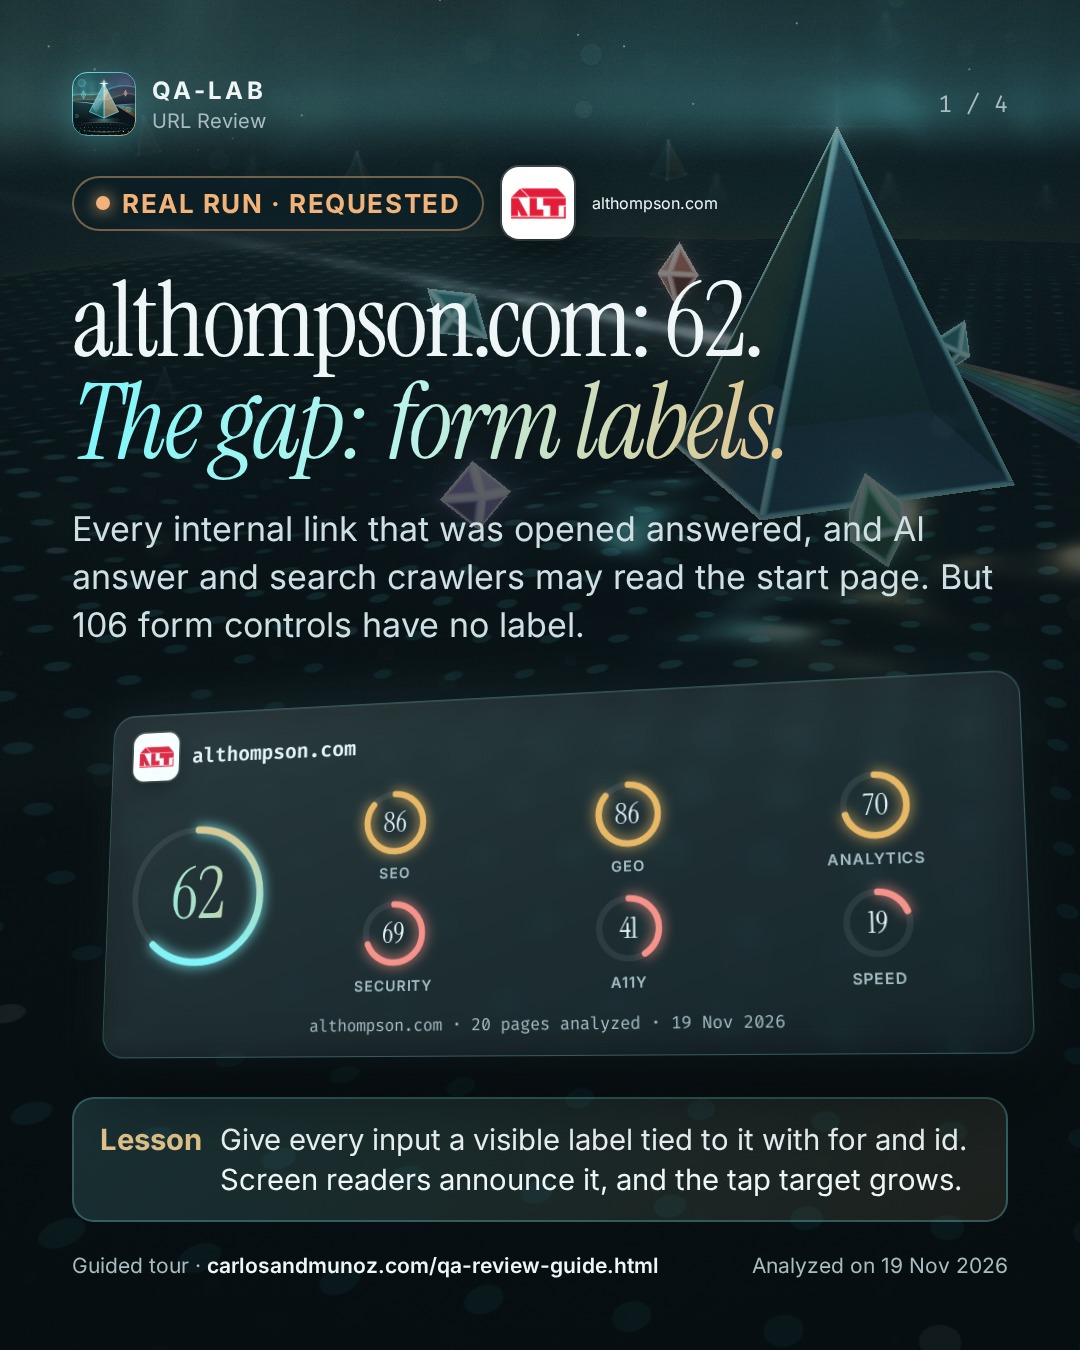 QA-LAB
URL Review
1 / 4
REAL RUN · REQUESTED
ALT
althompson.com
althompson.com: 62.
The gap: form labels.
Every internal link that was opened answered, and AI
answer and search crawlers may read the start page. But
106 form controls have no label.
ALT
althompson.com
62
86
SEO
86
GEO
70
ANALYTICS
69
SECURITY
41
A11Y
19
SPEED
althompson.com · 20 pages analyzed · 19 Nov 2026
Lesson
Give every input a visible label tied to it with for and id.
Screen readers announce it, and the tap target grows.
Guided tour · carlosandmunoz.com/qa-review-guide.html
Analyzed on 19 Nov 2026